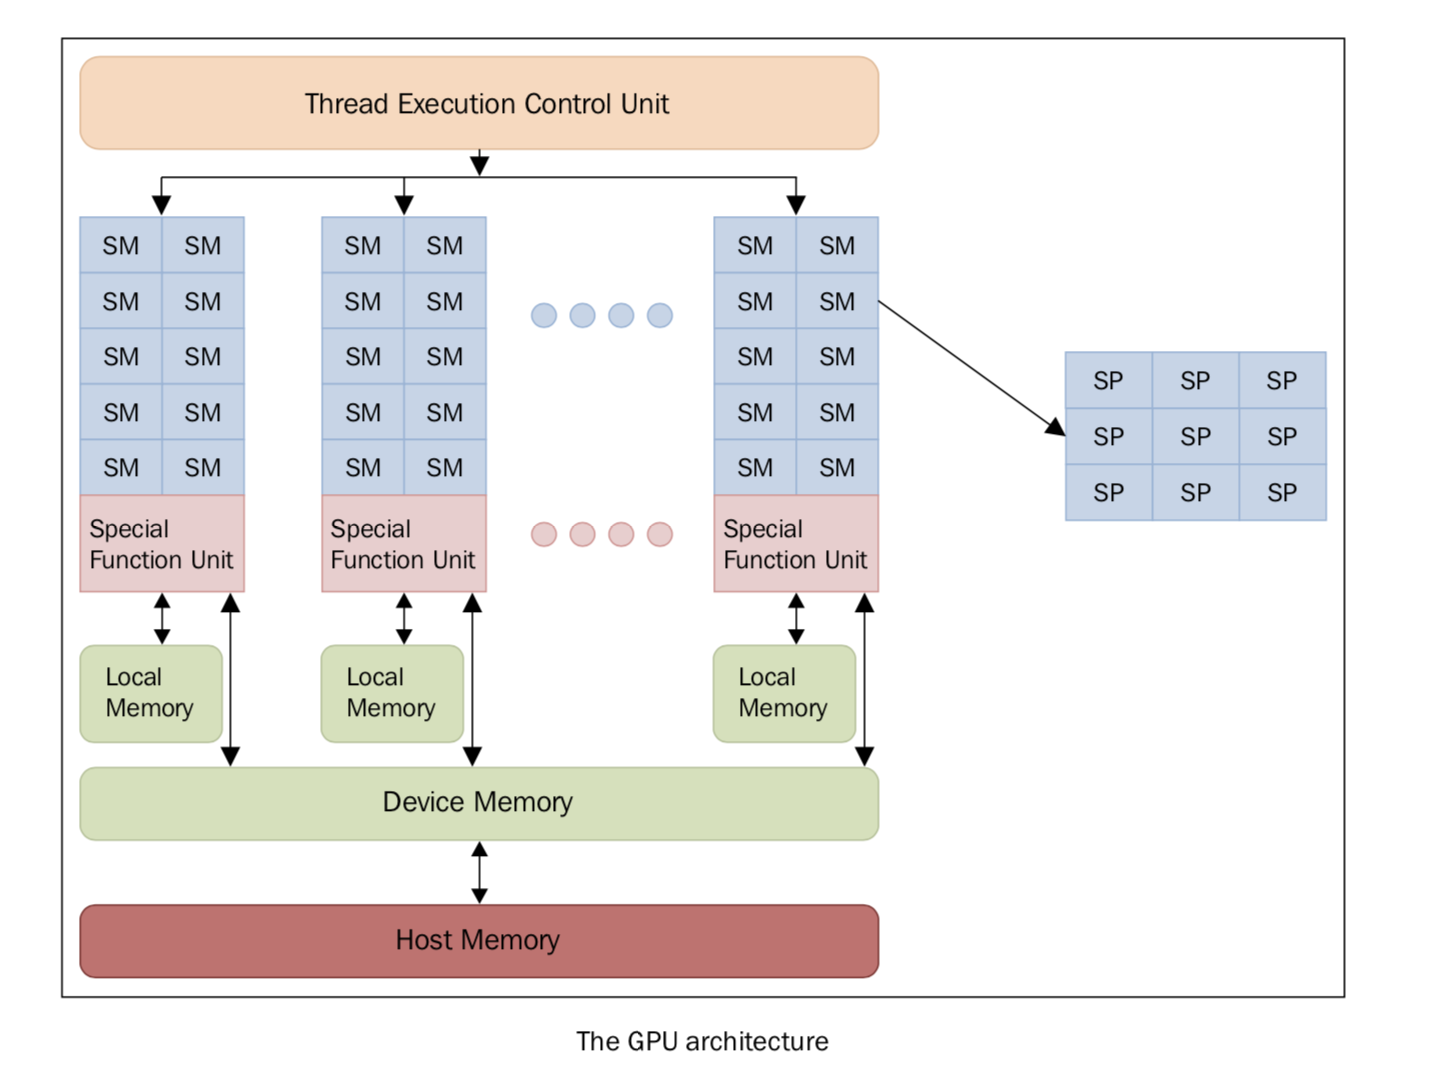 Thread Execution Control Unit
SM SM SM SM SM SM
SM SM SM SM SM SM
SM SM SM SM SM SM
SM SM SM SM SM SM
SM SM SM SM SM SM
SP SP SP
SP SP SP
SP SP SP
Special
Function Unit
Special
Function Unit
Special
Function Unit
Local
Memory
Local
Memory
Local
Memory
Device Memory
Host Memory
The GPU architecture